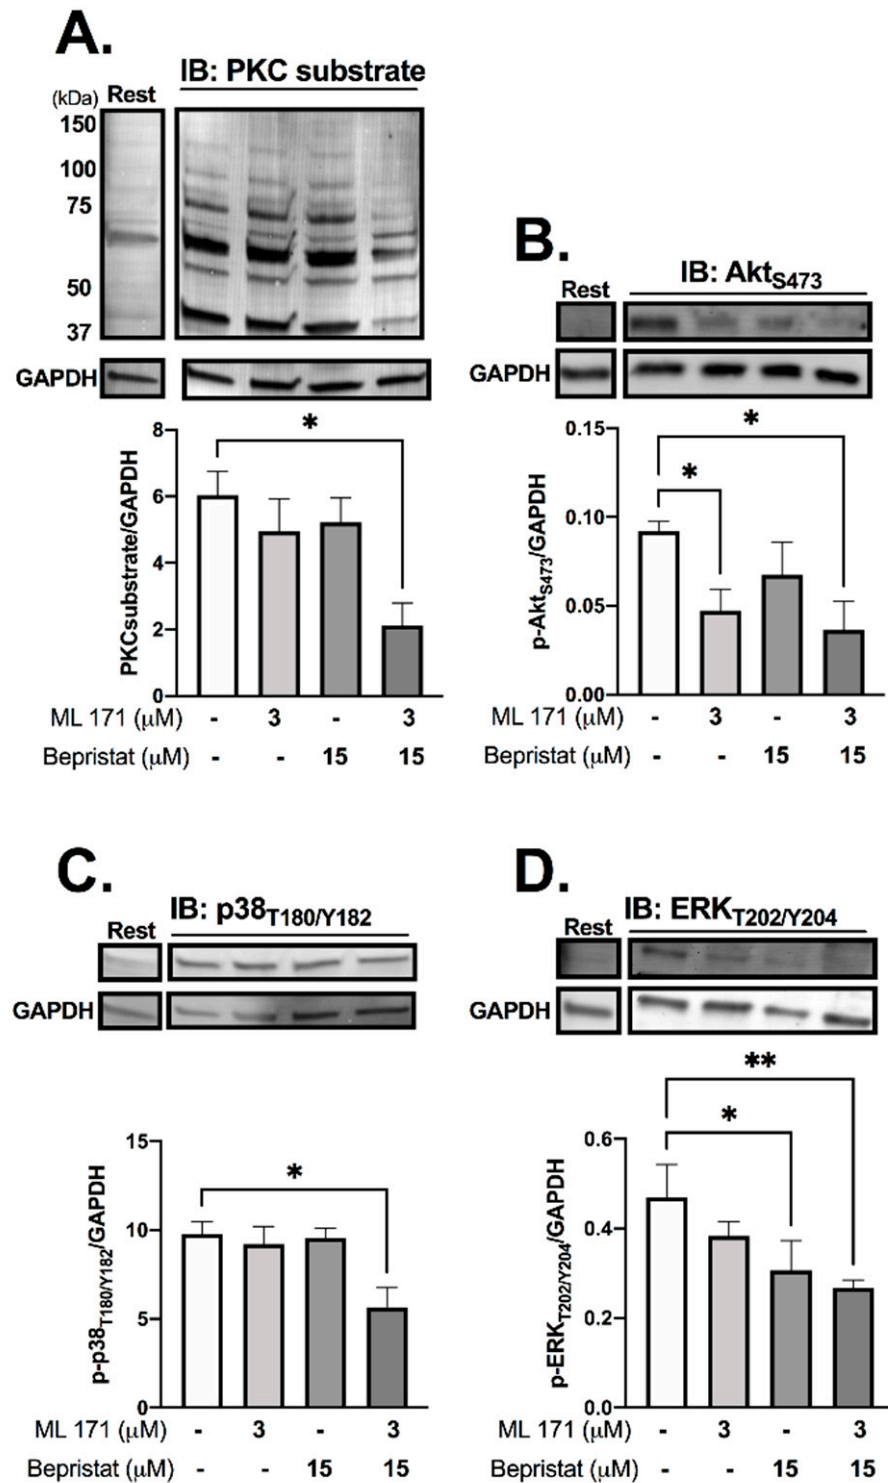 A.
IB: PKC substrate
(kDa) Rest
150
100
75
50
37
GAPDH
PKCsubstrate/GAPDH
8
6
4
2
0
*
ML 171 (μM) - 3 - 3
Bepristat (μM) - - 15 15
B.
IB: AktS473
Rest
GAPDH
p-AktS473/GAPDH
0.15
0.10
0.05
0.00
*
*
ML 171 (μM) - 3 - 3
Bepristat (μM) - - 15 15
C.
IB: p38T180/Y182
Rest
GAPDH
p-p38T180/Y182/GAPDH
15
10
5
0
*
ML 171 (μM) - 3 - 3
Bepristat (μM) - - 15 15
D.
IB: ERKT202/Y204
Rest
GAPDH
p-ERKT202/Y204/GAPDH
0.6
0.4
0.2
0.0
**
*
ML 171 (μM) - 3 - 3
Bepristat (μM) - - 15 15